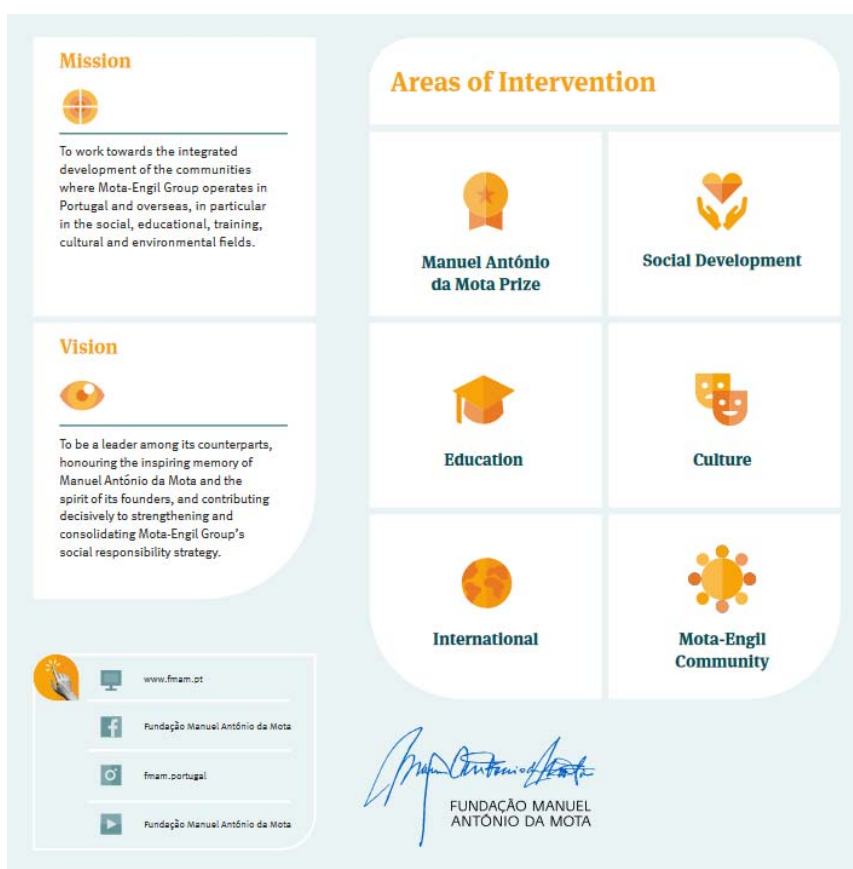 Mission
To work towards the integrated
development of the communities
where Mota-Engil Group operates in
Portugal and overseas, in particular
in the social, educational, training,
cultural and environmental fields.
Vision
To be a leader among its counterparts,
honouring the inspiring memory of
Manuel António da Mota and the
spirit of its founders, and contributing
decisively to strengthening and
consolidating Mota-Engil Group's
social responsibility strategy.
www.fmam.pt
Fundação Manuel António da Mota
fmam.portugal
Fundação Manuel António da Mota
Areas of Intervention
Manuel António
da Mota Prize
Social Development
Education
Culture
International
Mota-Engil
Community
Manuel António da Mota
FUNDAÇÃO MANUEL
ANTÓNIO DA MOTA